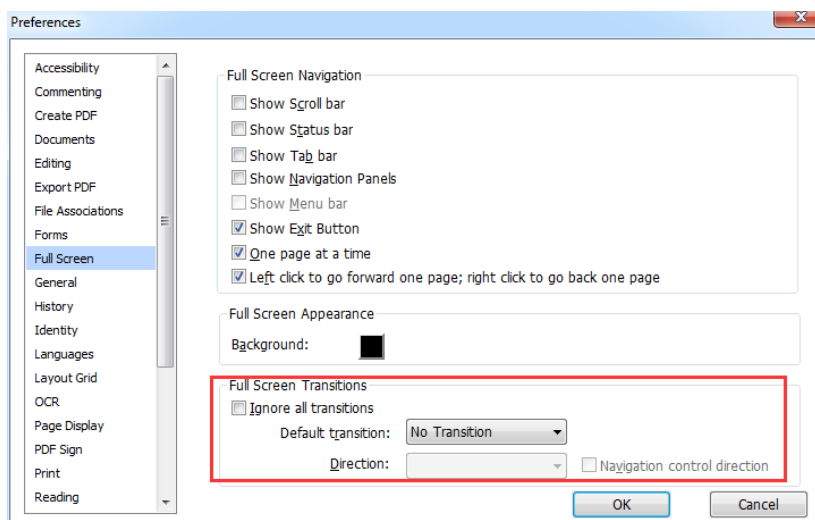 Preferences
Accessibility
Commenting
Create PDF
Documents
Editing
Export PDF
File Associations
Forms
Full Screen
General
History
Identity
Languages
Layout Grid
OCR
Page Display
PDF Sign
Print
Reading
Full Screen Navigation
Show Scroll bar
Show Status bar
Show Tab bar
Show Navigation Panels
Show Menu bar
Show Exit Button
One page at a time
Left click to go forward one page; right click to go back one page
Full Screen Appearance
Background:
Full Screen Transitions
Ignore all transitions
Default transition: No Transition
Direction: Navigation control direction
OK Cancel